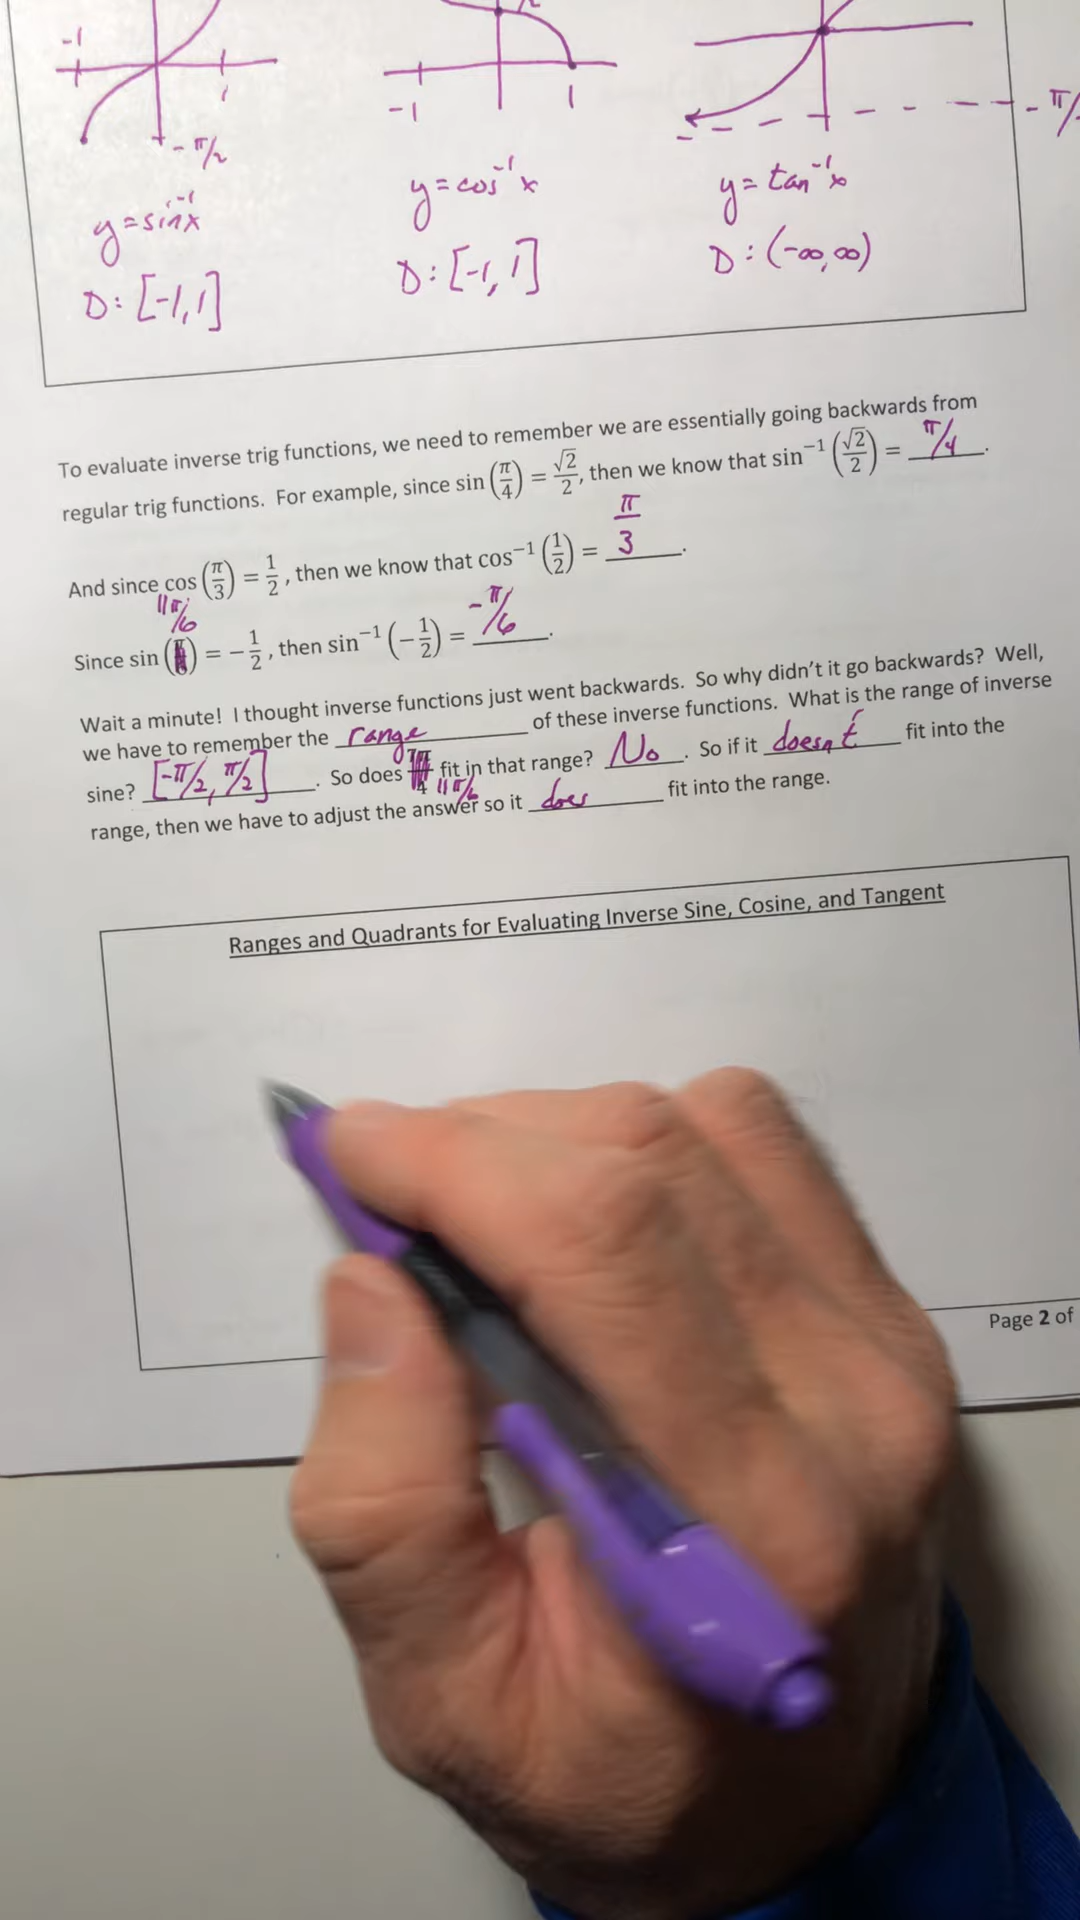 -1
1
- π/2
-1
1
- π/
y = sin⁻¹x
y = cos⁻¹x
y = tan⁻¹x
D: [-1, 1]
D: [-1, 1]
D: (-∞, ∞)
To evaluate inverse trig functions, we need to remember we are essentially going backwards from
regular trig functions. For example, since sin (π/4) = √2/2, then we know that sin⁻¹ (√2/2) = π/4.
And since cos (π/3) = 1/2, then we know that cos⁻¹ (1/2) = π/3.
11π/6
Since sin ( ) = -1/2, then sin⁻¹ (-1/2) = -π/6.
Wait a minute! I thought inverse functions just went backwards. So why didn't it go backwards? Well,
we have to remember the range of these inverse functions. What is the range of inverse
sine? [-π/2, π/2]. So does fit in that range? No. So if it doesn't fit into the
range, then we have to adjust the answer so it does fit into the range.
Ranges and Quadrants for Evaluating Inverse Sine, Cosine, and Tangent
Page 2 of